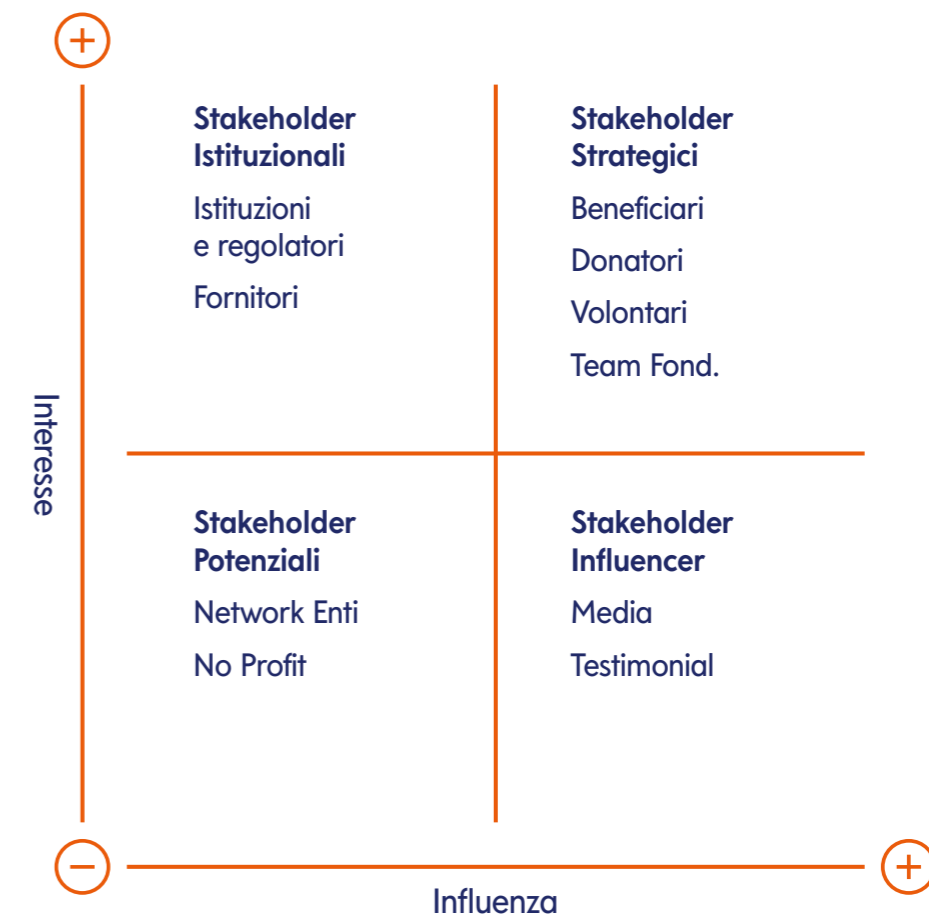 Stakeholder
Istituzionali
Istituzioni
e regolatori
Fornitori
Stakeholder
Strategici
Beneficiari
Donatori
Volontari
Team Fond.
Interesse
Stakeholder
Potenziali
Network Enti
No Profit
Stakeholder
Influencer
Media
Testimonial
Influenza